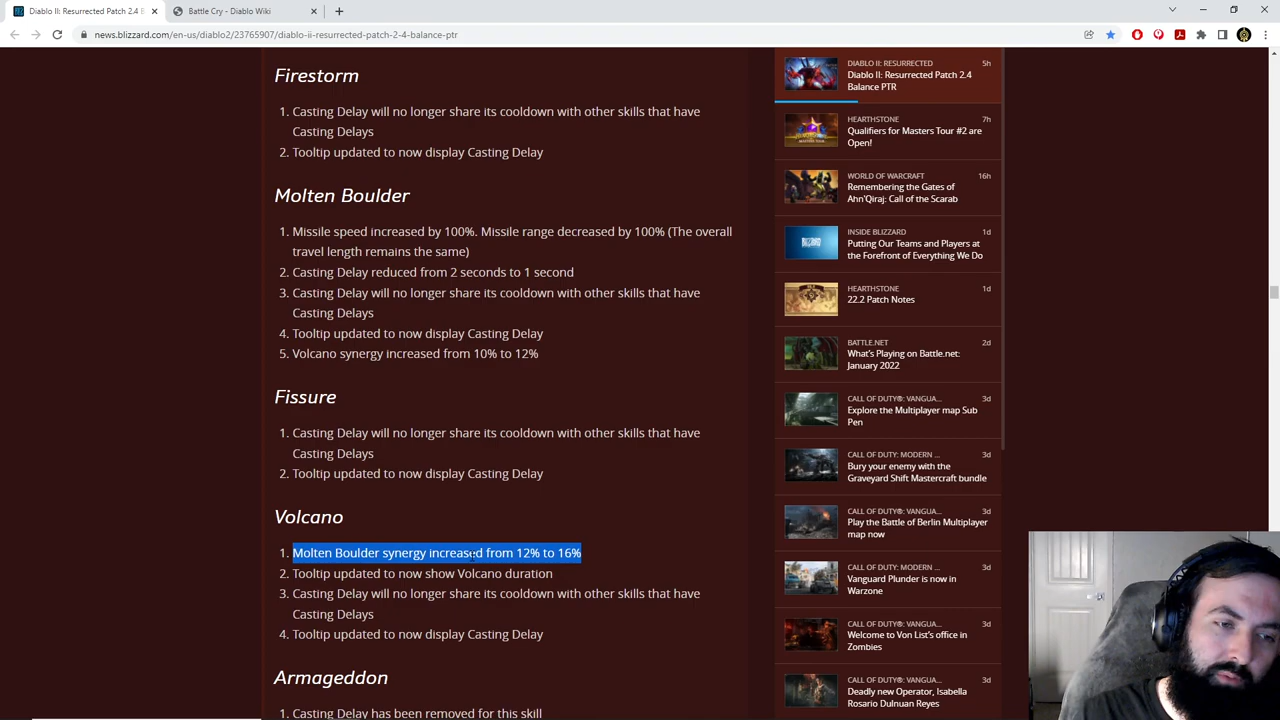 Diablo II: Resurrected Patch 2.4 B
Battle Cry - Diablo Wiki
news.blizzard.com/en-us/diablo2/23765907/diablo-ii-resurrected-patch-2-4-balance-ptr
Firestorm
1. Casting Delay will no longer share its cooldown with other skills that have
Casting Delays
2. Tooltip updated to now display Casting Delay
Molten Boulder
1. Missile speed increased by 100%. Missile range decreased by 100% (The overall
travel length remains the same)
2. Casting Delay reduced from 2 seconds to 1 second
3. Casting Delay will no longer share its cooldown with other skills that have
Casting Delays
4. Tooltip updated to now display Casting Delay
5. Volcano synergy increased from 10% to 12%
Fissure
1. Casting Delay will no longer share its cooldown with other skills that have
Casting Delays
2. Tooltip updated to now display Casting Delay
Volcano
1. Molten Boulder synergy increased from 12% to 16%
2. Tooltip updated to now show Volcano duration
3. Casting Delay will no longer share its cooldown with other skills that have
Casting Delays
4. Tooltip updated to now display Casting Delay
Armageddon
1. Casting Delay has been removed for this skill
DIABLO II: RESURRECTED 5h
Diablo II: Resurrected Patch 2.4
Balance PTR
HEARTHSTONE 7h
Qualifiers for Masters Tour #2 are
Open!
WORLD OF WARCRAFT 16h
Remembering the Gates of
Ahn'Qiraj: Call of the Scarab
INSIDE BLIZZARD 1d
Putting Our Teams and Players at
the Forefront of Everything We Do
HEARTHSTONE 1d
22.2 Patch Notes
BATTLE.NET 2d
What's Playing on Battle.net:
January 2022
CALL OF DUTY®: VANGUA... 3d
Explore the Multiplayer map Sub
Pen
CALL OF DUTY: MODERN ... 3d
Bury your enemy with the
Graveyard Shift Mastercraft bundle
CALL OF DUTY®: VANGUA... 3d
Play the Battle of Berlin Multiplayer
map now
CALL OF DUTY: MODERN ... 3d
Vanguard Plunder is now in
Warzone
CALL OF DUTY®: VANGUA... 3d
Welcome to Von List's office in
Zombies
CALL OF DUTY®: VANGUA... 3d
Deadly new Operator, Isabella
Rosario Dulnuan Reyes